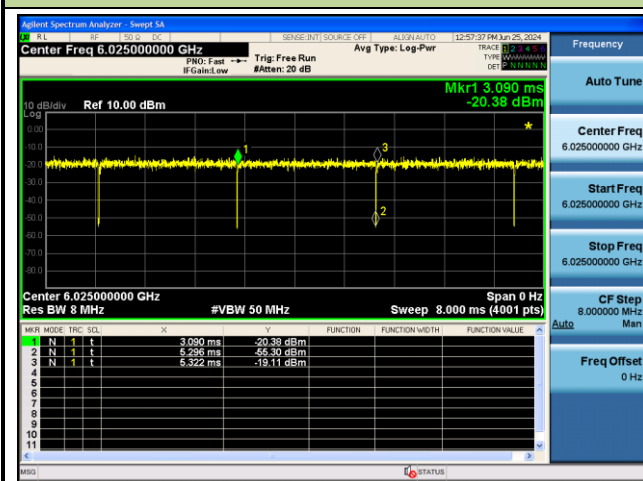 Agilent Spectrum Analyzer - Swept SA
RL RF 50 Ω DC SENSE:INT SOURCE OFF ALIGN AUTO 12:57:37 PM Jun 25, 2024
Center Freq 6.025000000 GHz Avg Type: Log-Pwr TRACE 1 2 3 4 5 6
PNO: Fast Trig: Free Run TYPE
IFGain:Low #Atten: 20 dB DET P N N N N N
Mkr1 3.090 ms
10 dB/div Ref 10.00 dBm -20.38 dBm
Log
0.00
-10.0
-20.0
-30.0
-40.0
-50.0
-60.0
-70.0
-80.0
1
3
2
Center 6.025000000 GHz Span 0 Hz
Res BW 8 MHz #VBW 50 MHz Sweep 8.000 ms (4001 pts)
MKR MODE TRC SCL X Y FUNCTION FUNCTION WIDTH FUNCTION VALUE
1 N 1 t 3.090 ms -20.38 dBm
2 N 1 t 5.296 ms -55.30 dBm
3 N 1 t 5.322 ms -19.11 dBm
4
5
6
7
8
9
10
11
MSG STATUS
Frequency
Auto Tune
Center Freq
6.025000000 GHz
Start Freq
6.025000000 GHz
Stop Freq
6.025000000 GHz
CF Step
8.000000 MHz
Auto Man
Freq Offset
0 Hz